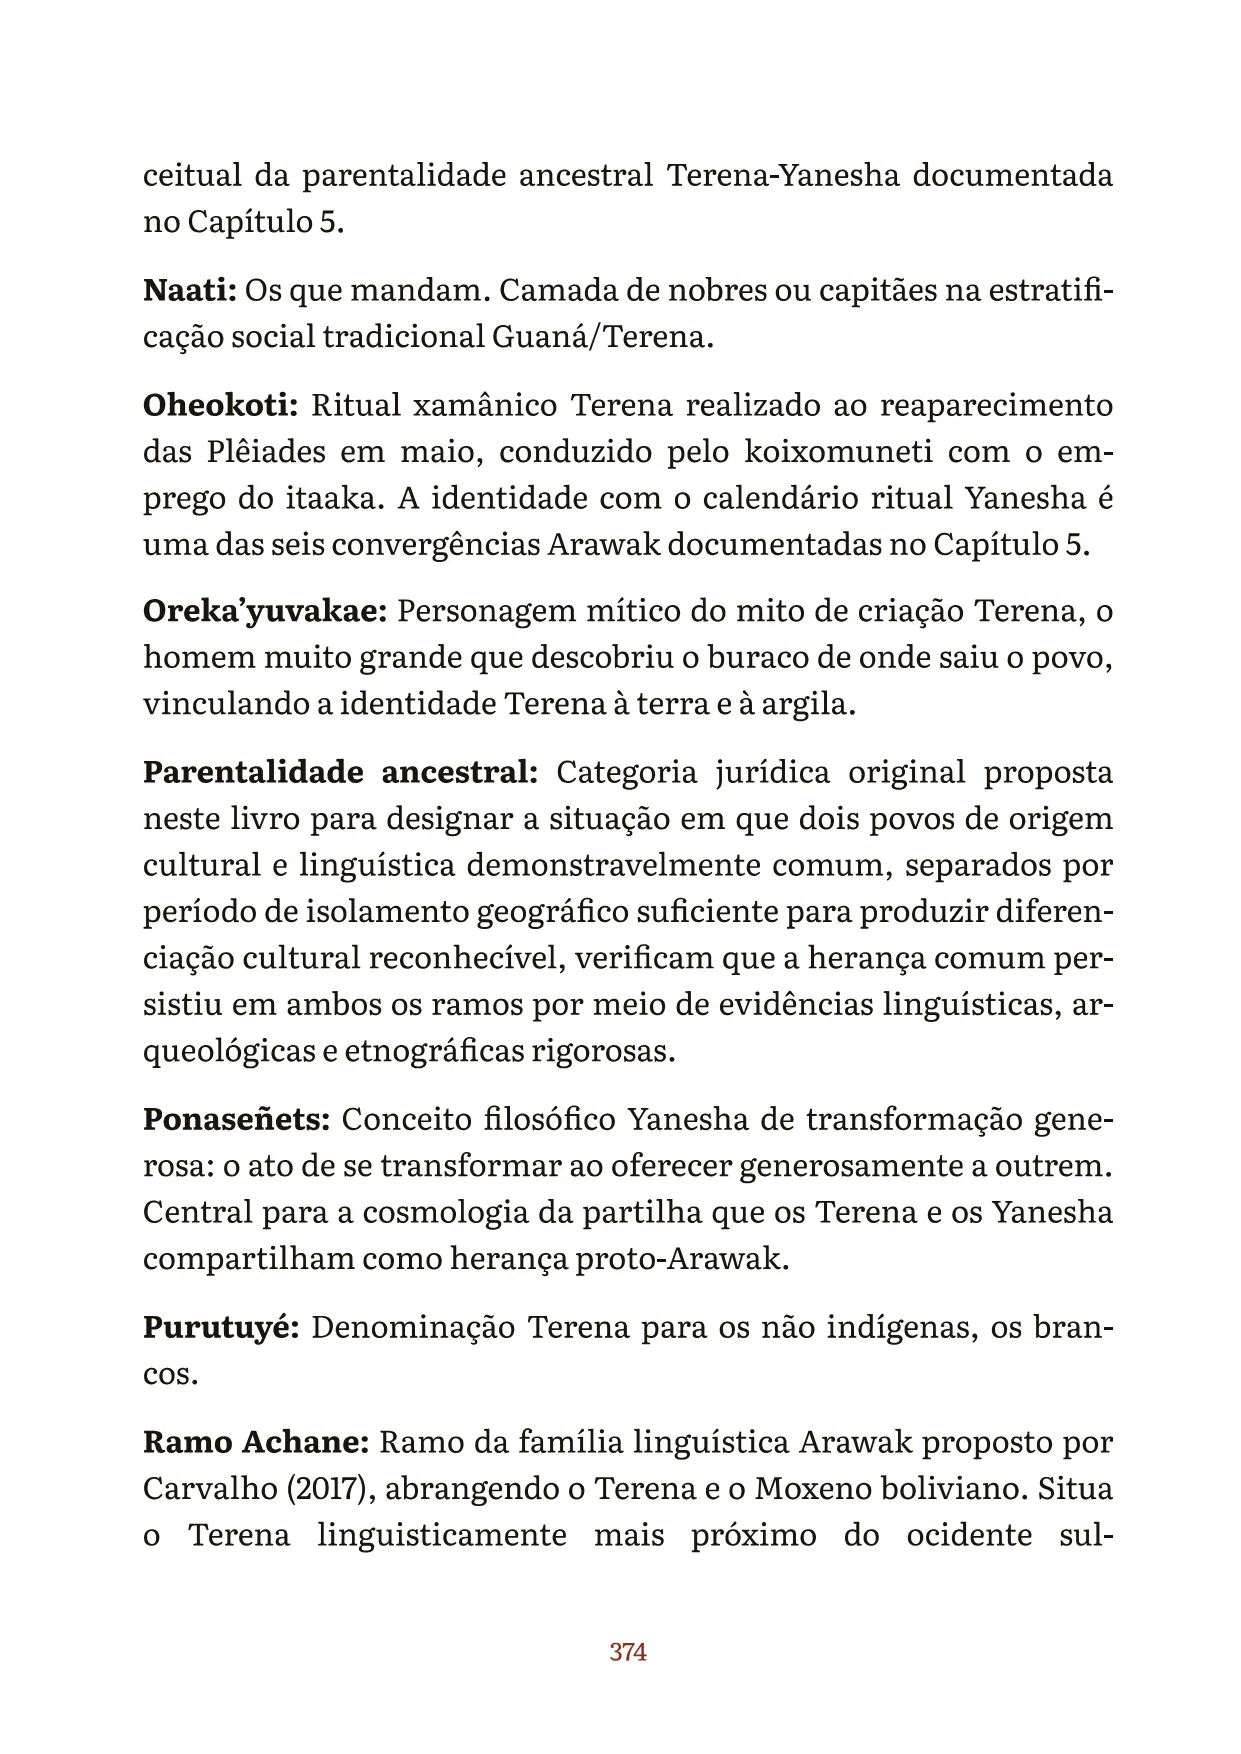 ceitual da parentalidade ancestral Terena-Yanesha documentada
no Capítulo 5.
Naati: Os que mandam. Camada de nobres ou capitães na estratifi-
cação social tradicional Guaná/Terena.
Oheokoti: Ritual xamânico Terena realizado ao reaparecimento
das Plêiades em maio, conduzido pelo koixomuneti com o em-
prego do itaaka. A identidade com o calendário ritual Yanesha é
uma das seis convergências Arawak documentadas no Capítulo 5.
Oreka’yuvakae: Personagem mítico do mito de criação Terena, o
homem muito grande que descobriu o buraco de onde saiu o povo,
vinculando a identidade Terena à terra e à argila.
Parentalidade ancestral: Categoria jurídica original proposta
neste livro para designar a situação em que dois povos de origem
cultural e linguística demonstravelmente comum, separados por
período de isolamento geográfico suficiente para produzir diferen-
ciação cultural reconhecível, verificam que a herança comum per-
sistiu em ambos os ramos por meio de evidências linguísticas, ar-
queológicas e etnográficas rigorosas.
Ponaseñets: Conceito filosófico Yanesha de transformação gene-
rosa: o ato de se transformar ao oferecer generosamente a outrem.
Central para a cosmologia da partilha que os Terena e os Yanesha
compartilham como herança proto-Arawak.
Purutuyé: Denominação Terena para os não indígenas, os bran-
cos.
Ramo Achane: Ramo da família linguística Arawak proposto por
Carvalho (2017), abrangendo o Terena e o Moxeno boliviano. Situa
o Terena linguisticamente mais próximo do ocidente sul-
374